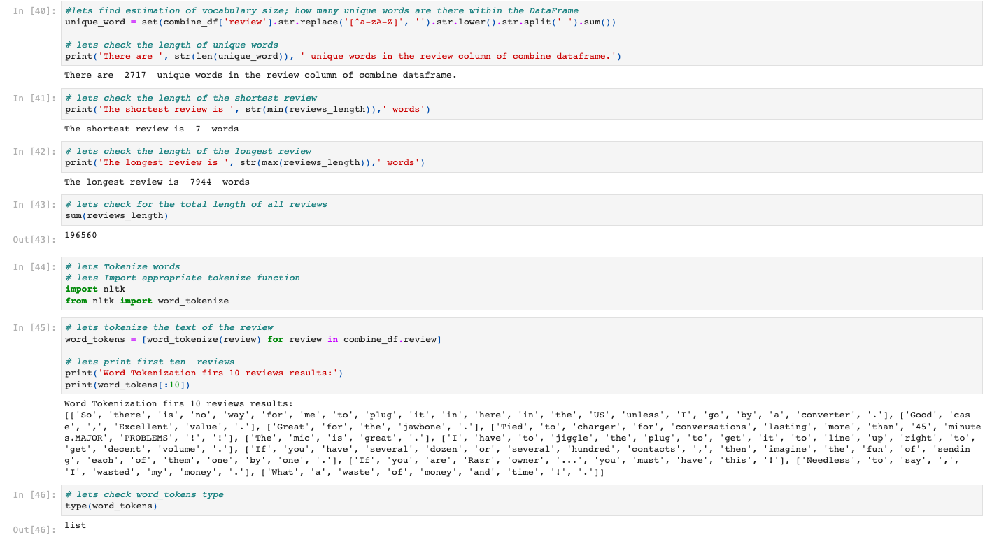 In [40]: #lets find estimation of vocabulary size; how many unique words are there within the DataFrame
unique_word = set(combine_df['review'].str.replace('[^a-zA-Z]', '').str.lower().str.split(' ').sum())
# lets check the length of unique words
print('There are ', str(len(unique_word)), ' unique words in the review column of combine dataframe.')
There are  2717  unique words in the review column of combine dataframe.
In [41]: # lets check the length of the shortest review
print('The shortest review is ', str(min(reviews_length)),' words')
The shortest review is  7  words
In [42]: # lets check the length of the longest review
print('The longest review is ', str(max(reviews_length)),' words')
The longest review is  7944  words
In [43]: # lets check for the total length of all reviews
sum(reviews_length)
Out[43]: 196560
In [44]: # lets Tokenize words
# lets Import appropriate tokenize function
import nltk
from nltk import word_tokenize
In [45]: # lets tokenize the text of the review
word_tokens = [word_tokenize(review) for review in combine_df.review]
# lets print first ten  reviews
print('Word Tokenization firs 10 reviews results:')
print(word_tokens[:10])
Word Tokenization firs 10 reviews results:
[['So', 'there', 'is', 'no', 'way', 'for', 'me', 'to', 'plug', 'it', 'in', 'here', 'in', 'the', 'US', 'unless', 'I', 'go', 'by', 'a', 'converter', '.'], ['Good', 'cas
e', ',', 'Excellent', 'value', '.'], ['Great', 'for', 'the', 'jawbone', '.'], ['Tied', 'to', 'charger', 'for', 'conversations', 'lasting', 'more', 'than', '45', 'minute
s.MAJOR', 'PROBLEMS', '!', '!'], ['The', 'mic', 'is', 'great', '.'], ['I', 'have', 'to', 'jiggle', 'the', 'plug', 'to', 'get', 'it', 'to', 'line', 'up', 'right', 'to',
'get', 'decent', 'volume', '.'], ['If', 'you', 'have', 'several', 'dozen', 'or', 'several', 'hundred', 'contacts', ',', 'then', 'imagine', 'the', 'fun', 'of', 'sendin
g', 'each', 'of', 'them', 'one', 'by', 'one', '.'], ['If', 'you', 'are', 'Razr', 'owner', '...', 'you', 'must', 'have', 'this', '!'], ['Needless', 'to', 'say', ',',
'I', 'wasted', 'my', 'money', '.'], ['What', 'a', 'waste', 'of', 'money', 'and', 'time', '!', '.']]
In [46]: # lets check word_tokens type
type(word_tokens)
Out[46]: list